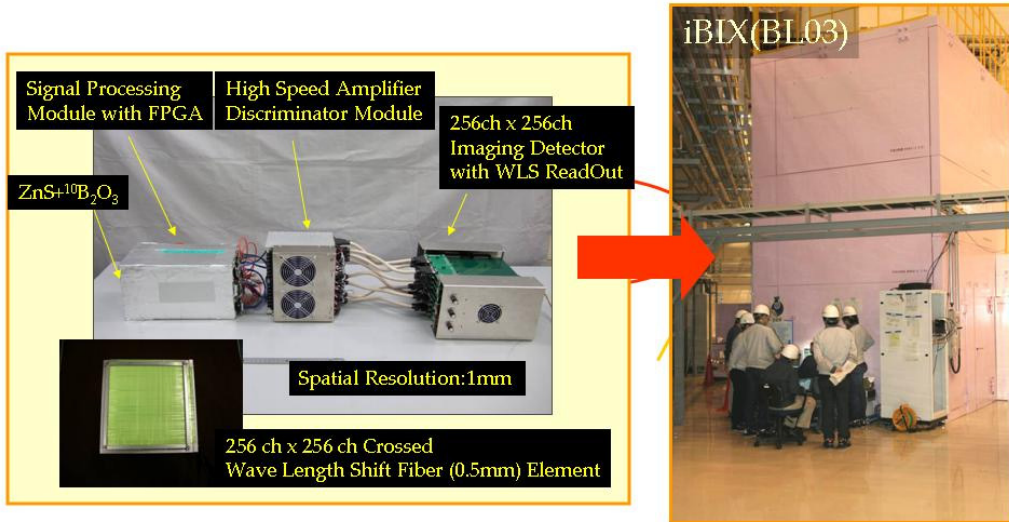 iBIX(BL03)
Signal Processing
Module with FPGA
High Speed Amplifier
Discriminator Module
256ch x 256ch
Imaging Detector
with WLS ReadOut
ZnS+¹⁰B₂O₃
Spatial Resolution:1mm
256 ch x 256 ch Crossed
Wave Length Shift Fiber (0.5mm) Element